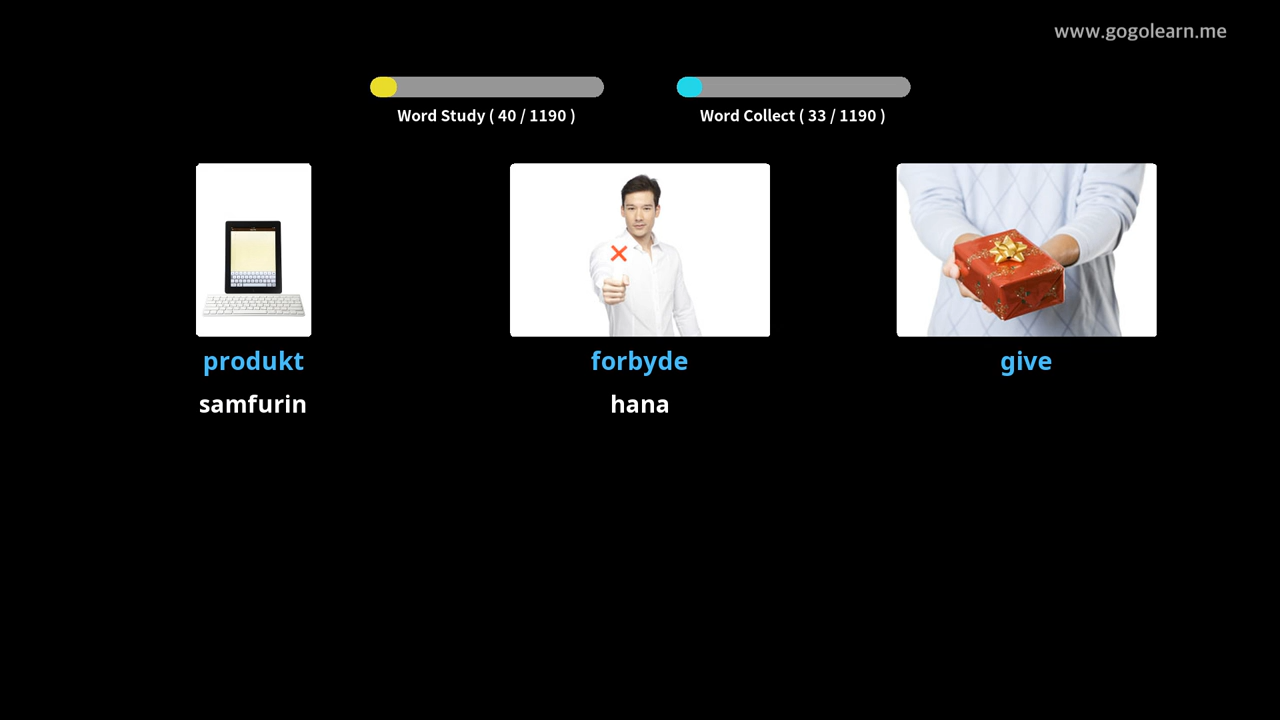 www.gogolearn.me
Word Study ( 40 / 1190 )
Word Collect ( 33 / 1190 )
produkt
forbyde
give
samfurin
hana